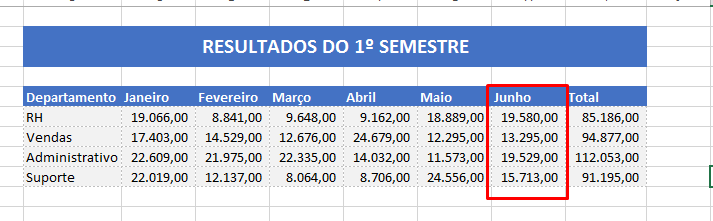 RESULTADOS DO 1º SEMESTRE
Departamento Janeiro Fevereiro Março Abril Maio Junho Total
RH 19.066,00 8.841,00 9.648,00 9.162,00 18.889,00 19.580,00 85.186,00
Vendas 17.403,00 14.529,00 12.676,00 24.679,00 12.295,00 13.295,00 94.877,00
Administrativo 22.609,00 21.975,00 22.335,00 14.032,00 11.573,00 19.529,00 112.053,00
Suporte 22.019,00 12.137,00 8.064,00 8.706,00 24.556,00 15.713,00 91.195,00